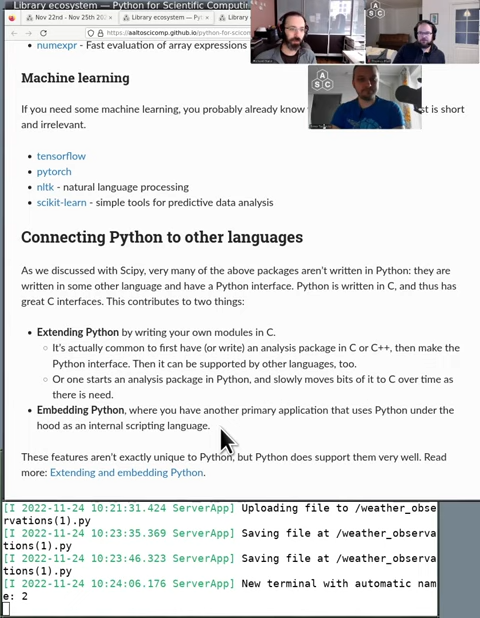 Library ecosystem — Python for Scientific Computin
Nov 22nd - Nov 25th 202
Library ecosystem — Py
Library ecosyst
https://aaltoscicomp.github.io/python-for-scicom
numexpr - Fast evaluation of array expressions
Machine learning
If you need some machine learning, you probably already know
st is short
and irrelevant.
tensorflow
pytorch
nltk - natural language processing
scikit-learn - simple tools for predictive data analysis
Connecting Python to other languages
As we discussed with Scipy, very many of the above packages aren't written in Python: they are
written in some other language and have a Python interface. Python is written in C, and thus has
great C interfaces. This contributes to two things:
Extending Python by writing your own modules in C.
It's actually common to first have (or write) an analysis package in C or C++, then make the
Python interface. Then it can be supported by other languages, too.
Or one starts an analysis package in Python, and slowly moves bits of it to C over time as
there is need.
Embedding Python, where you have another primary application that uses Python under the
hood as an internal scripting language.
These features aren't exactly unique to Python, but Python does support them very well. Read
more: Extending and embedding Python.
[I 2022-11-24 10:21:31.424 ServerApp] Uploading file to /weather_obse
rvations(1).py
[I 2022-11-24 10:23:35.369 ServerApp] Saving file at /weather_observa
tions(1).py
[I 2022-11-24 10:23:46.323 ServerApp] Saving file at /weather_observa
tions(1).py
[I 2022-11-24 10:24:06.176 ServerApp] New terminal with automatic nam
e: 2